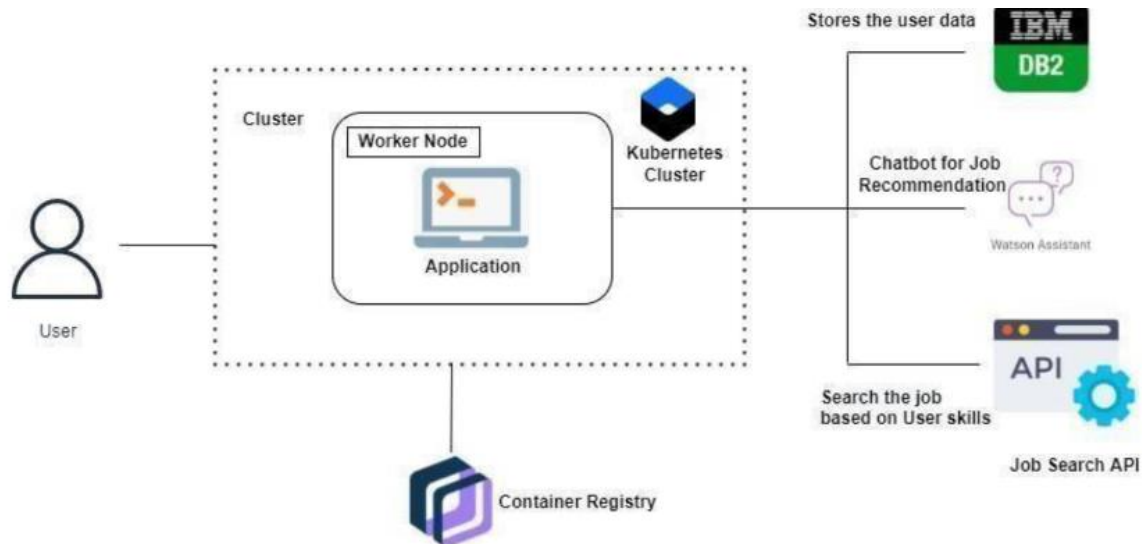 Stores the user data
IBM
DB2
Cluster
Worker Node
Kubernetes
Cluster
Application
Chatbot for Job
Recommendation
?
...
Watson Assistant
User
API
Search the job
based on User skills
Job Search API
Container Registry